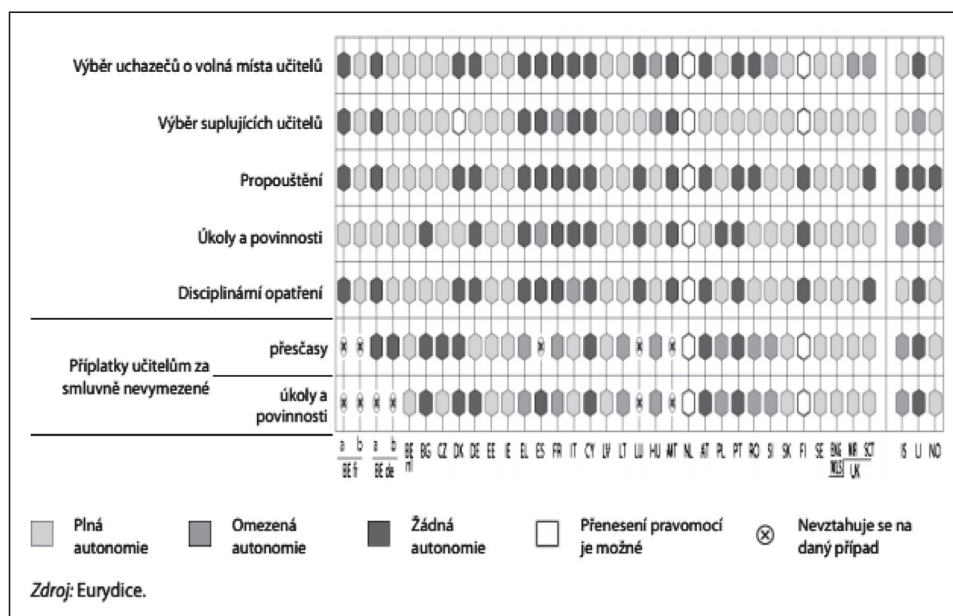 Výběr uchazečů o volná místa učitelů
Výběr suplujících učitelů
Propouštění
Úkoly a povinnosti
Disciplinární opatření
Příplatky učitelům za
smluvně nevymezené
přesčasy
úkoly a
povinnosti
a b a b BE nl BG CZ DK DE EE IE EL ES FR IT CY LV LT LU HU MT NL AT PL PT RO SI SK FI SE ENG NIR SCT IS LI NO
BE fr BE de WLS UK
Plná
autonomie
Omezená
autonomie
Žádná
autonomie
Přenesení pravomocí
je možné
Nevztahuje se na
daný případ
Zdroj: Eurydice.